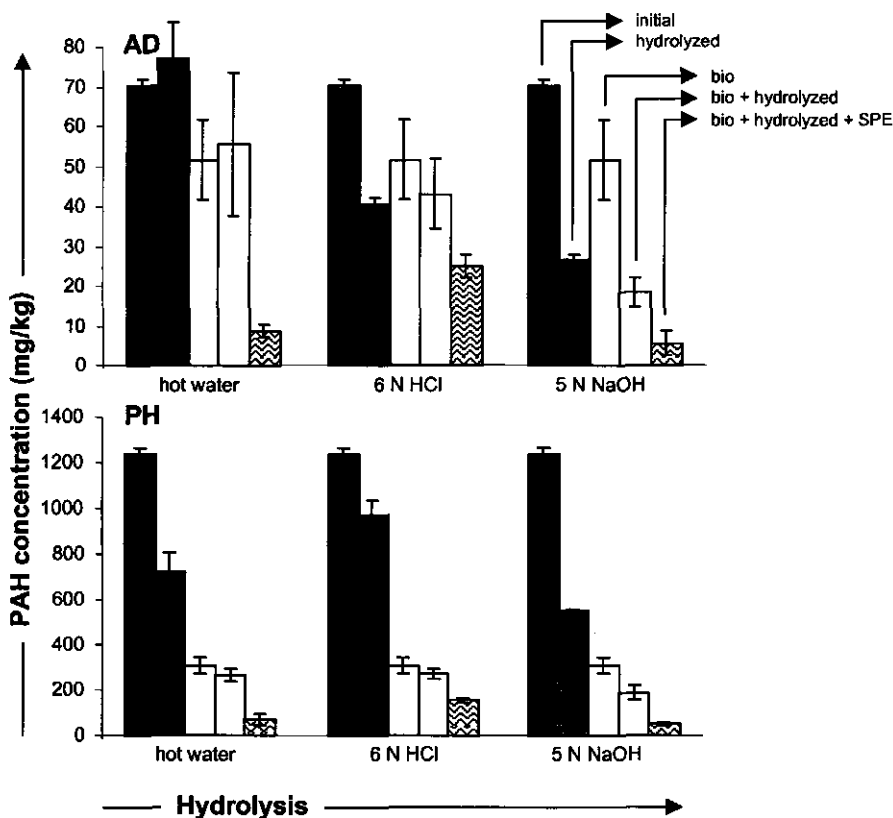 AD
initial
hydrolyzed
bio
bio + hydrolyzed
bio + hydrolyzed + SPE
80
70
60
50
40
30
20
10
0
hot water
6 N HCl
5 N NaOH
PAH concentration (mg/kg)
PH
1400
1200
1000
800
600
400
200
0
hot water
6 N HCl
5 N NaOH
Hydrolysis